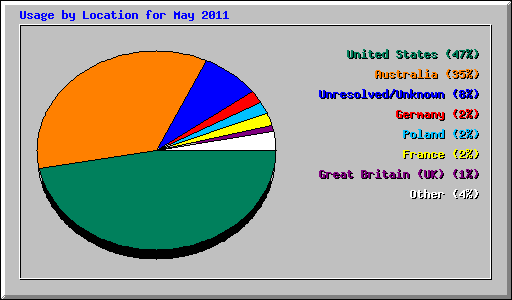 Usage by Location for May 2011
United States (47%)
Australia (35%)
Unresolved/Unknown (8%)
Germany (2%)
Poland (2%)
France (2%)
Great Britain (UK) (1%)
Other (4%)